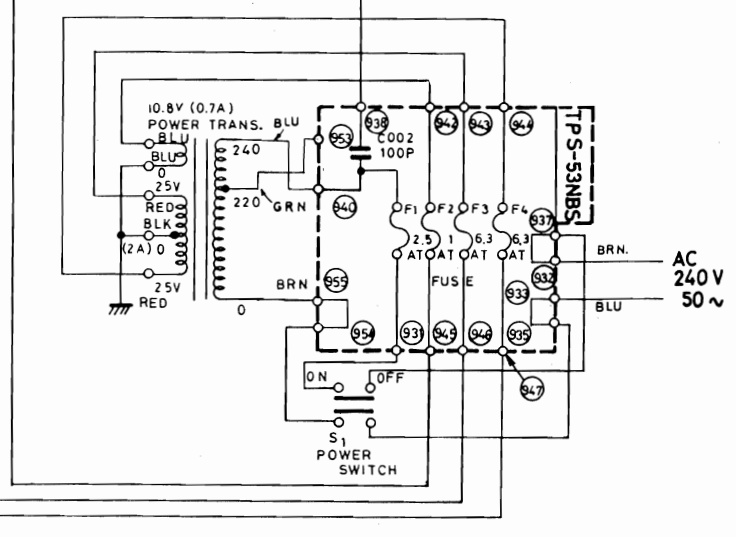 10.8V (0.7A)
POWER TRANS.
BLU
BLU
0
25V
RED
BLK
(2A) 0
25V
RED
240
BLU
220
GRN
BRN
0
953
938
C002
100P
942
943
944
TPS-53NBS
940
F1
F2
F3
F4
2.5
AT
1
AT
6.3
AT
6.3
AT
FUSE
937
BRN.
AC
240V
50~
932
933
BLU
955
954
931
945
946
935
947
ON
OFF
S1
POWER
SWITCH